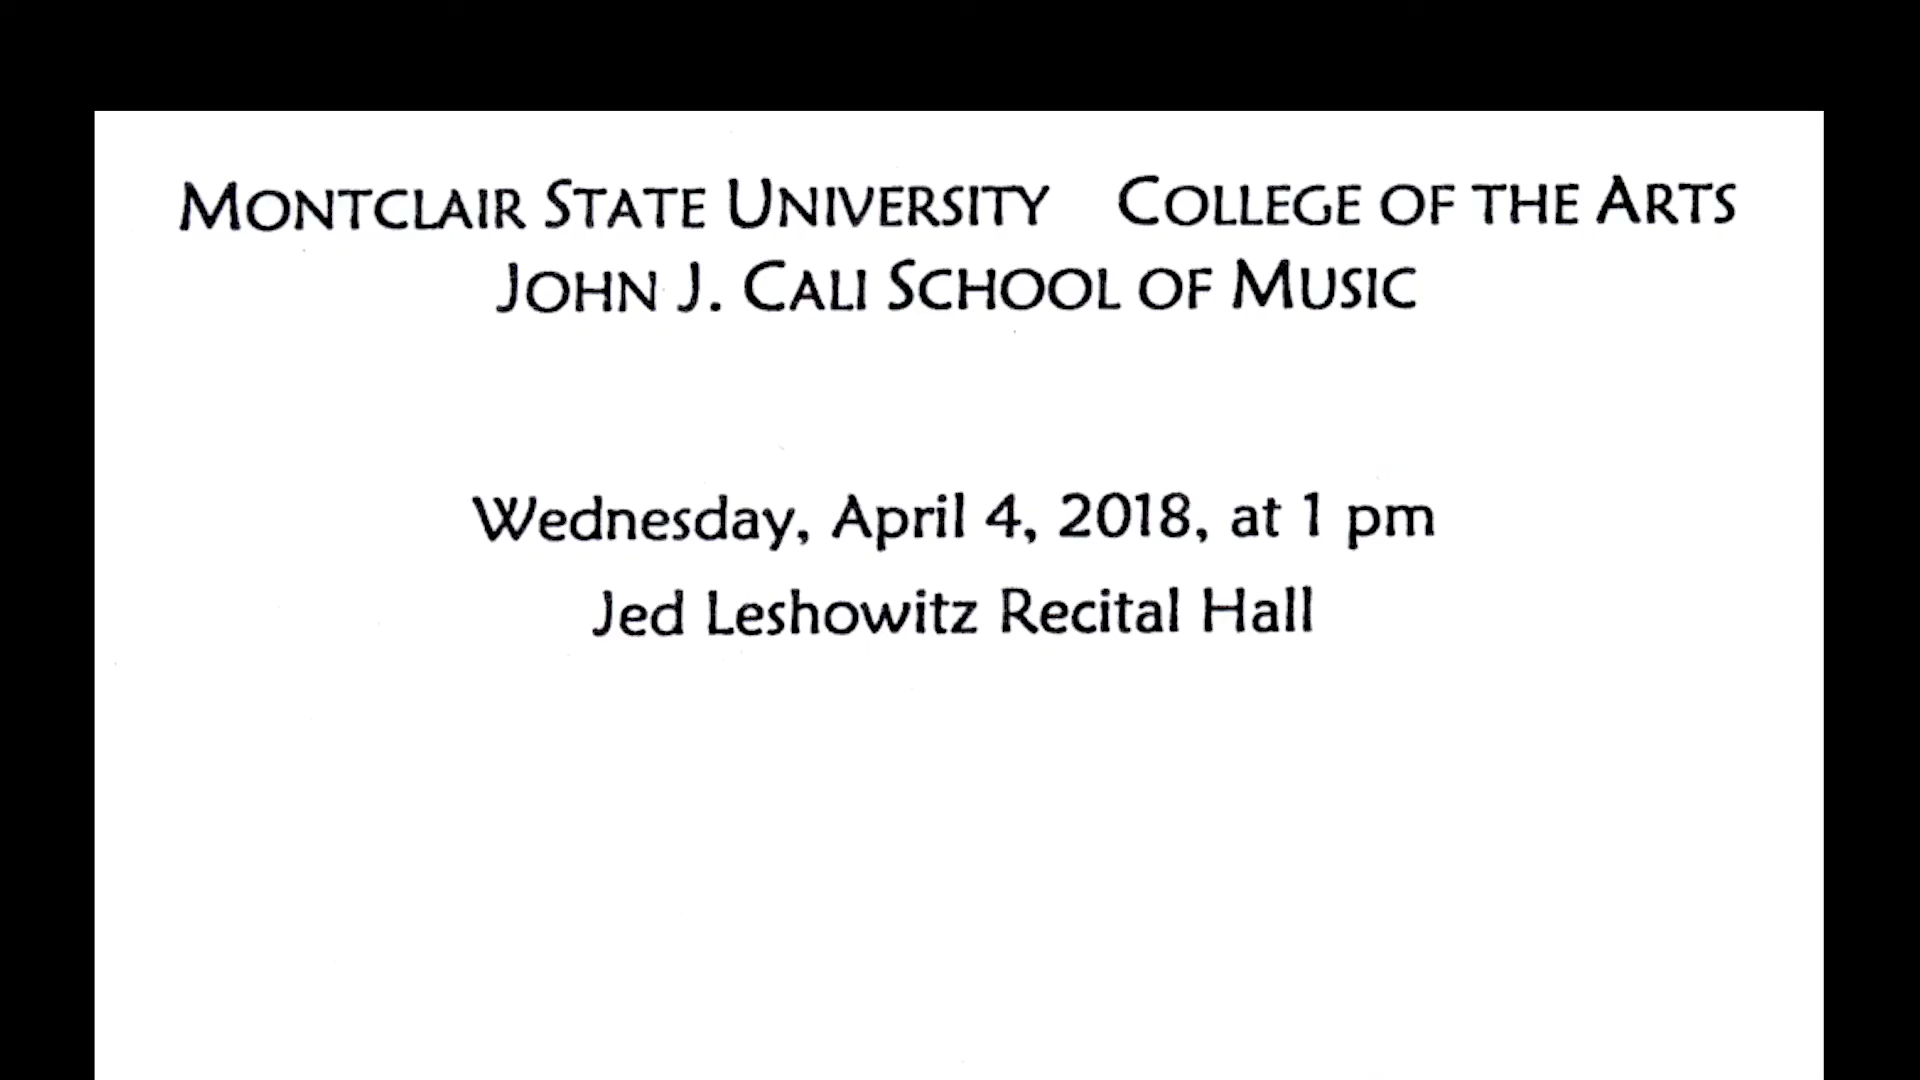 MONTCLAIR STATE UNIVERSITY COLLEGE OF THE ARTS
JOHN J. CALI SCHOOL OF MUSIC
Wednesday, April 4, 2018, at 1 pm
Jed Leshowitz Recital Hall